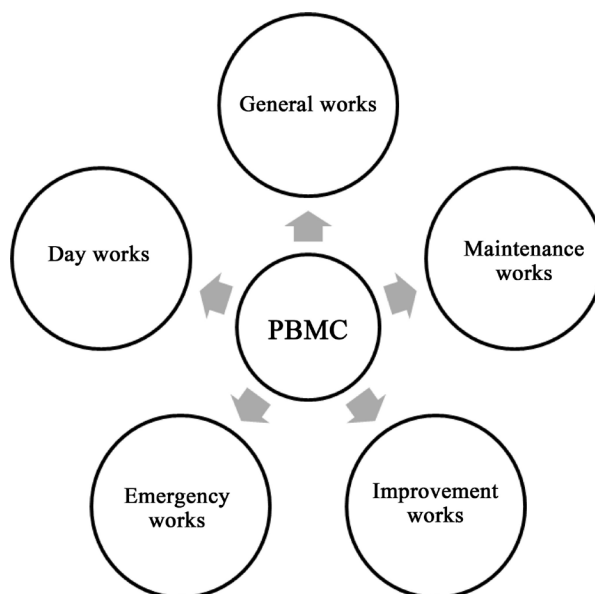 General works
Day works
Maintenance
works
PBMC
Emergency
works
Improvement
works